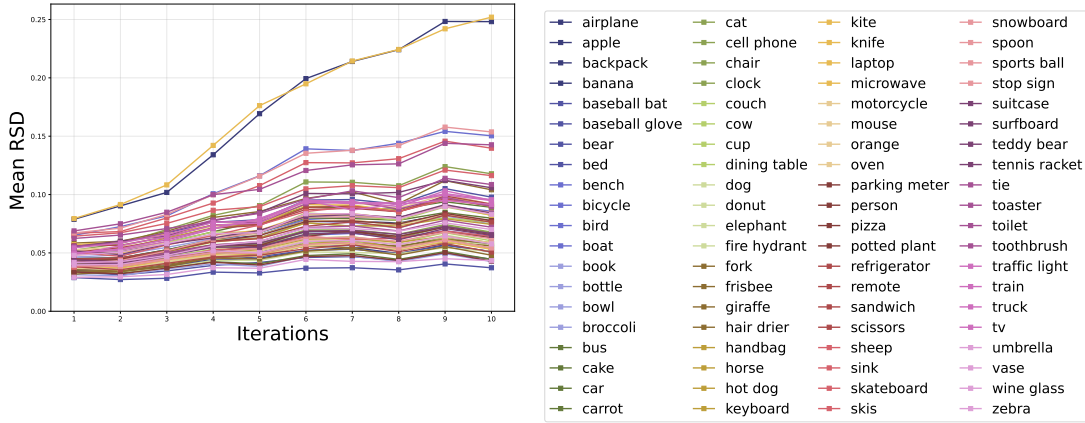 0.25
0.20
0.15
0.10
0.05
0.00
Mean RSD
1 2 3 4 5 6 7 8 9 10
Iterations
airplane
apple
backpack
banana
baseball bat
baseball glove
bear
bed
bench
bicycle
bird
boat
book
bottle
bowl
broccoli
bus
cake
car
carrot
cat
cell phone
chair
clock
couch
cow
cup
dining table
dog
donut
elephant
fire hydrant
fork
frisbee
giraffe
hair drier
handbag
horse
hot dog
keyboard
kite
knife
laptop
microwave
motorcycle
mouse
orange
oven
parking meter
person
pizza
potted plant
refrigerator
remote
sandwich
scissors
sheep
sink
skateboard
skis
snowboard
spoon
sports ball
stop sign
suitcase
surfboard
teddy bear
tennis racket
tie
toaster
toilet
toothbrush
traffic light
train
truck
tv
umbrella
vase
wine glass
zebra